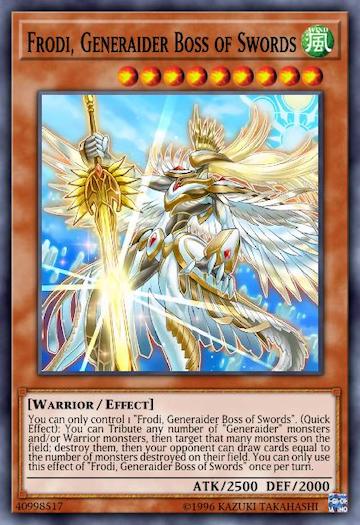 Frodi, Generaider Boss of Swords
WIND
風
[Warrior / Effect]
You can only control 1 "Frodi, Generaider Boss of Swords". (Quick
Effect): You can Tribute any number of "Generaider" monsters
and/or Warrior monsters, then target that many monsters on the
field; destroy them, then your opponent can draw cards equal to
the number of monsters destroyed on their field. You can only use
this effect of "Frodi, Generaider Boss of Swords" once per turn.
ATK/2500 DEF/2000
40998517
©1996 KAZUKI TAKAHASHI